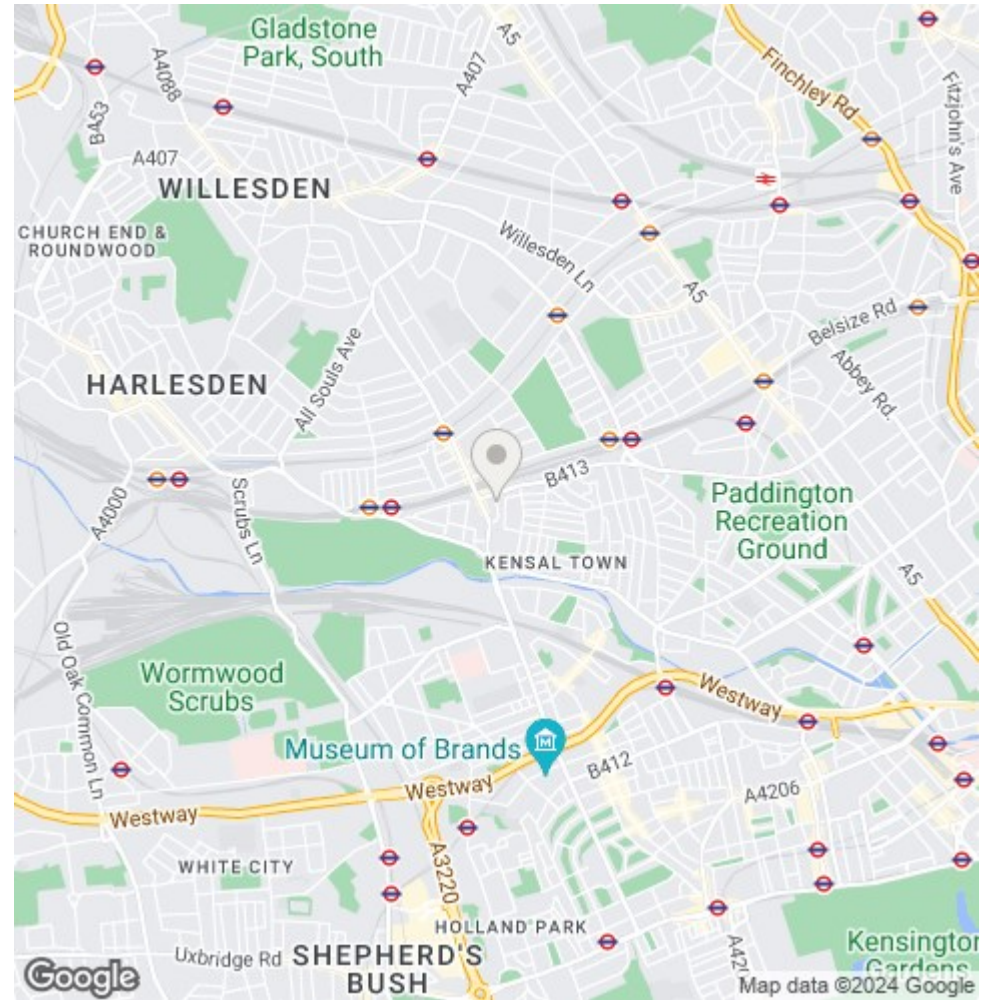 Gladstone
Park, South
A5
A4088
A407
Finchley Rd
Fitzjohn's Ave
B453
A407
WILLESDEN
CHURCH END &
ROUNDWOOD
Willesden Ln
A5
Belsize Rd
All Souls Ave
Abbey Rd.
HARLESDEN
B413
A4000
Scrubs Ln
Paddington
Recreation
Ground
KENSAL TOWN
A5
Old Oak Common Ln
Wormwood
Scrubs
Westway
Museum of Brands
M
B412
Westway
A4206
Westway
WHITE CITY
A3220
HOLLAND PARK
Uxbridge Rd
SHEPHERD'S
BUSH
Kensington
Gardens
Google
Map data ©2024 Google